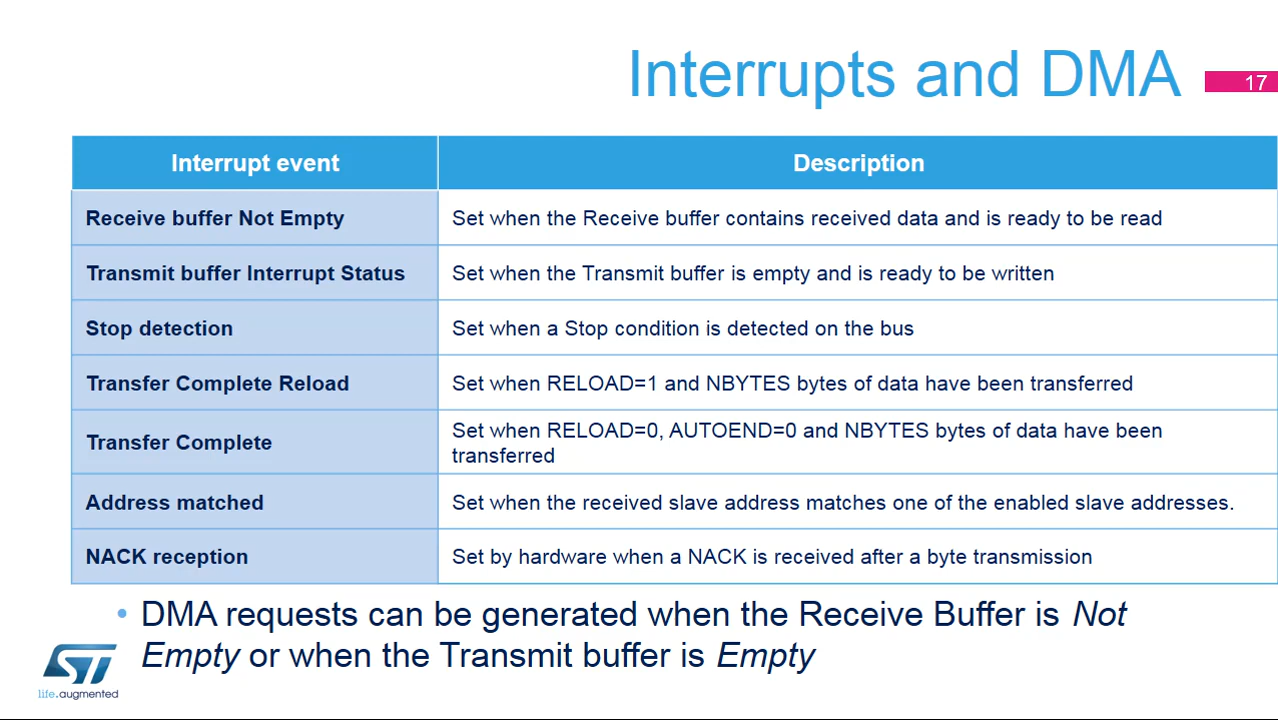 Interrupts and DMA
17
Interrupt event
Description
Receive buffer Not Empty
Set when the Receive buffer contains received data and is ready to be read
Transmit buffer Interrupt Status
Set when the Transmit buffer is empty and is ready to be written
Stop detection
Set when a Stop condition is detected on the bus
Transfer Complete Reload
Set when RELOAD=1 and NBYTES bytes of data have been transferred
Transfer Complete
Set when RELOAD=0, AUTOEND=0 and NBYTES bytes of data have been
transferred
Address matched
Set when the received slave address matches one of the enabled slave addresses.
NACK reception
Set by hardware when a NACK is received after a byte transmission
• DMA requests can be generated when the Receive Buffer is Not
Empty or when the Transmit buffer is Empty
ST
life.augmented